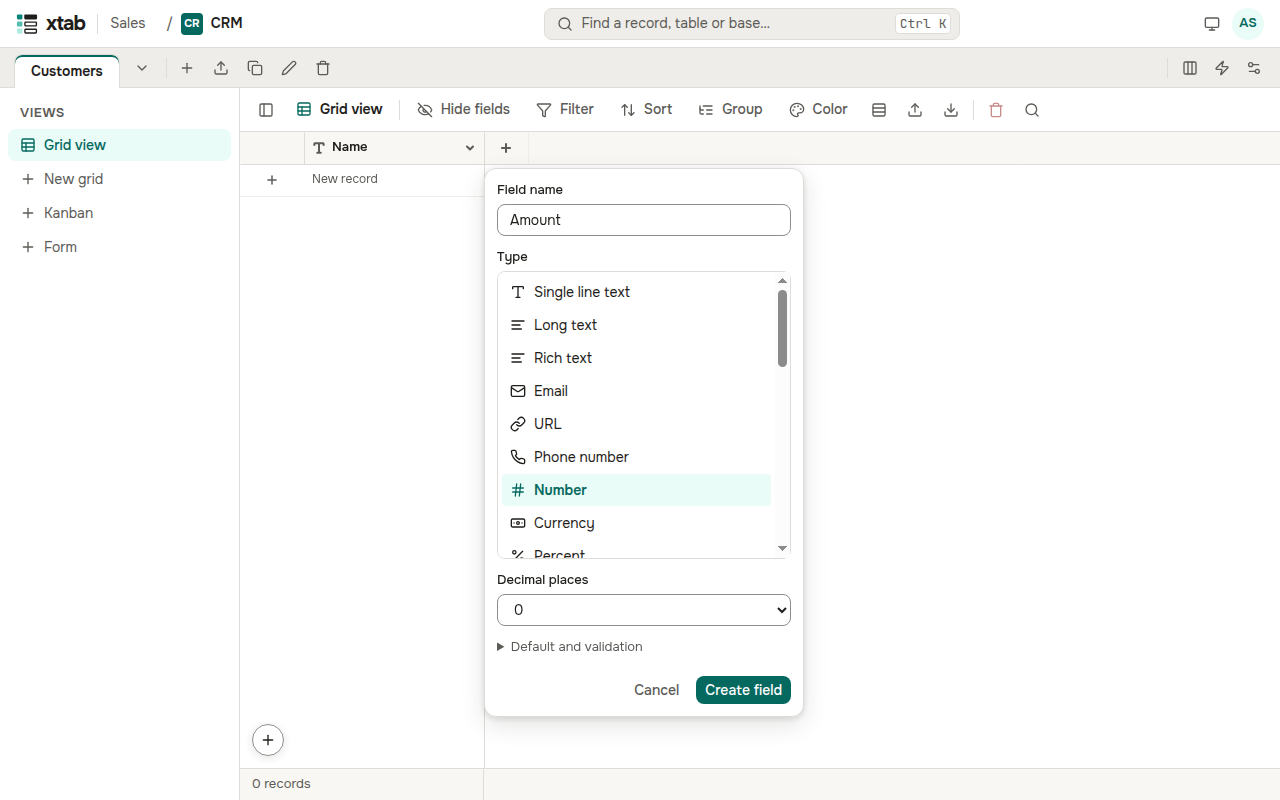 xtab
Sales / CR CRM
Find a record, table or base... Ctrl K
AS
Customers
VIEWS
Grid view
New grid
Kanban
Form
Grid view
Hide fields
Filter
Sort
Group
Color
Name
New record
Field name
Amount
Type
Single line text
Long text
Rich text
Email
URL
Phone number
Number
Currency
Percent
Decimal places
0
Default and validation
Cancel
Create field
0 records